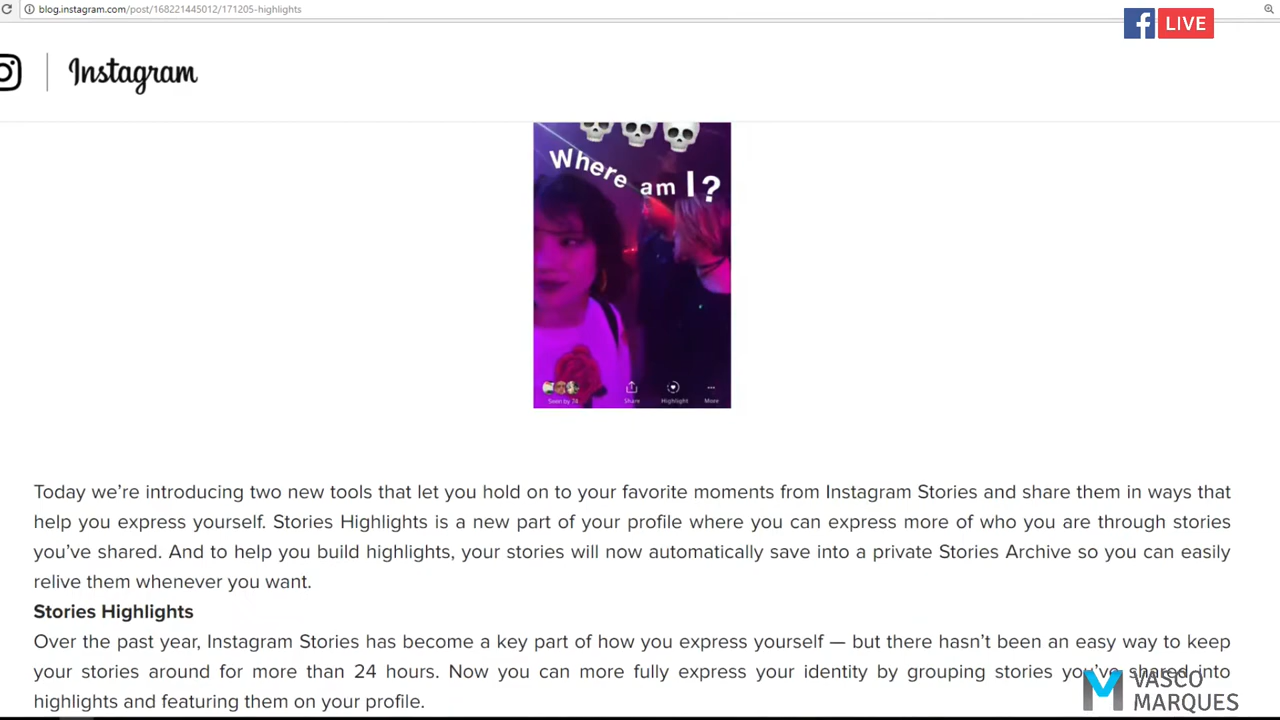 blog.instagram.com/post/168221445012/171205-highlights
f LIVE
Instagram
Where am I?
Seen by 78 Share Highlight More
Today we’re introducing two new tools that let you hold on to your favorite moments from Instagram Stories and share them in ways that
help you express yourself. Stories Highlights is a new part of your profile where you can express more of who you are through stories
you’ve shared. And to help you build highlights, your stories will now automatically save into a private Stories Archive so you can easily
relive them whenever you want.
Stories Highlights
Over the past year, Instagram Stories has become a key part of how you express yourself — but there hasn’t been an easy way to keep
your stories around for more than 24 hours. Now you can more fully express your identity by grouping stories you’ve shared into
highlights and featuring them on your profile.
VASCO
MARQUES